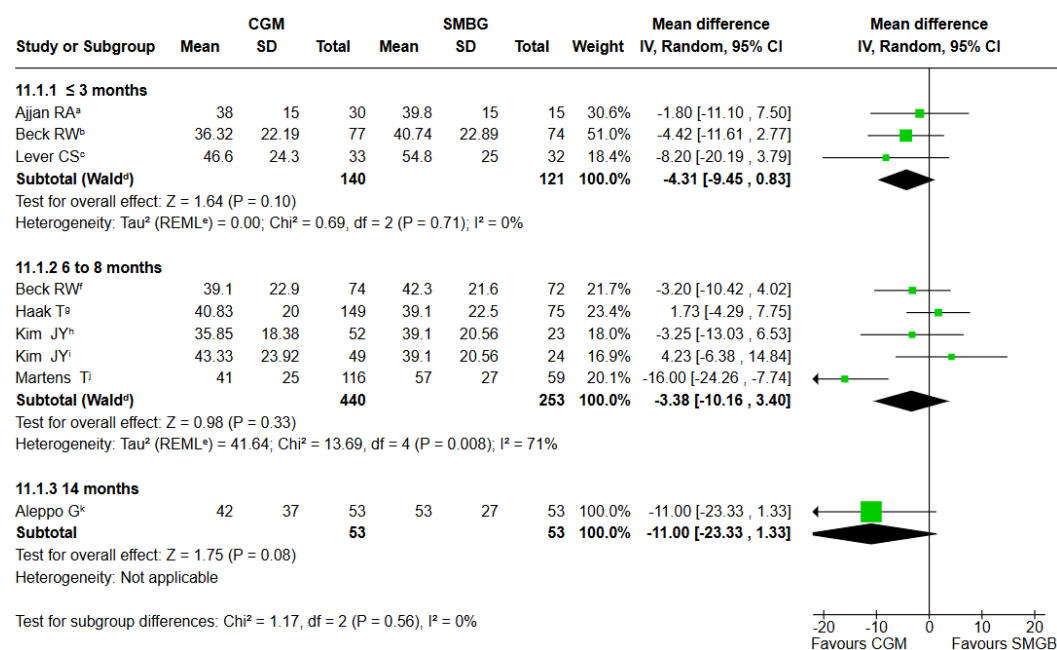 CGM SMBG Mean difference Mean difference
Study or Subgroup Mean SD Total Mean SD Total Weight IV, Random, 95% CI IV, Random, 95% CI
11.1.1 ≤ 3 months
Ajjan RAᵃ 38 15 30 39.8 15 15 30.6% -1.80 [-11.10 , 7.50]
Beck RWᵇ 36.32 22.19 77 40.74 22.89 74 51.0% -4.42 [-11.61 , 2.77]
Lever CSᶜ 46.6 24.3 33 54.8 25 32 18.4% -8.20 [-20.19 , 3.79]
Subtotal (Waldᵈ) 140 121 100.0% -4.31 [-9.45 , 0.83]
Test for overall effect: Z = 1.64 (P = 0.10)
Heterogeneity: Tau² (REMLᵉ) = 0.00; Chi² = 0.69, df = 2 (P = 0.71); I² = 0%
11.1.2 6 to 8 months
Beck RWᶠ 39.1 22.9 74 42.3 21.6 72 21.7% -3.20 [-10.42 , 4.02]
Haak Tᵍ 40.83 20 149 39.1 22.5 75 23.4% 1.73 [-4.29 , 7.75]
Kim JYʰ 35.85 18.38 52 39.1 20.56 23 18.0% -3.25 [-13.03 , 6.53]
Kim JYⁱ 43.33 23.92 49 39.1 20.56 24 16.9% 4.23 [-6.38 , 14.84]
Martens Tʲ 41 25 116 57 27 59 20.1% -16.00 [-24.26 , -7.74]
Subtotal (Waldᵈ) 440 253 100.0% -3.38 [-10.16 , 3.40]
Test for overall effect: Z = 0.98 (P = 0.33)
Heterogeneity: Tau² (REMLᵉ) = 41.64; Chi² = 13.69, df = 4 (P = 0.008); I² = 71%
11.1.3 14 months
Aleppo Gᵏ 42 37 53 53 27 53 100.0% -11.00 [-23.33 , 1.33]
Subtotal 53 53 100.0% -11.00 [-23.33 , 1.33]
Test for overall effect: Z = 1.75 (P = 0.08)
Heterogeneity: Not applicable
Test for subgroup differences: Chi² = 1.17, df = 2 (P = 0.56), I² = 0%
-20 -10 0 10 20
Favours CGM Favours SMGB